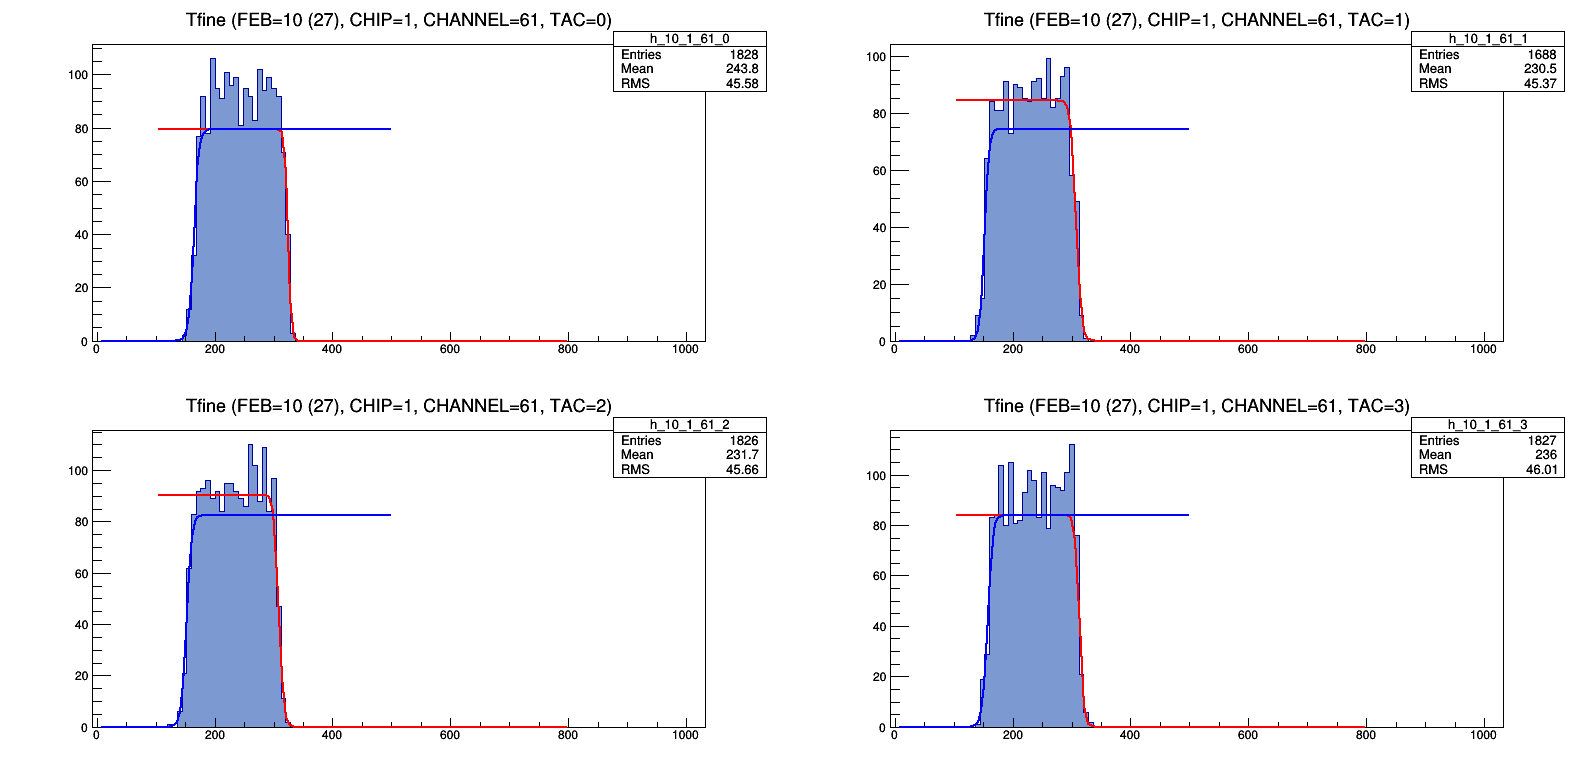 Tfine (FEB=10 (27), CHIP=1, CHANNEL=61, TAC=0)
h_10_1_61_0
Entries 1828
Mean 243.8
RMS 45.58
100
80
60
40
20
0
0 200 400 600 800 1000
Tfine (FEB=10 (27), CHIP=1, CHANNEL=61, TAC=1)
h_10_1_61_1
Entries 1688
Mean 230.5
RMS 45.37
100
80
60
40
20
0
0 200 400 600 800 1000
Tfine (FEB=10 (27), CHIP=1, CHANNEL=61, TAC=2)
h_10_1_61_2
Entries 1826
Mean 231.7
RMS 45.66
100
80
60
40
20
0
0 200 400 600 800 1000
Tfine (FEB=10 (27), CHIP=1, CHANNEL=61, TAC=3)
h_10_1_61_3
Entries 1827
Mean 236
RMS 46.01
100
80
60
40
20
0
0 200 400 600 800 1000